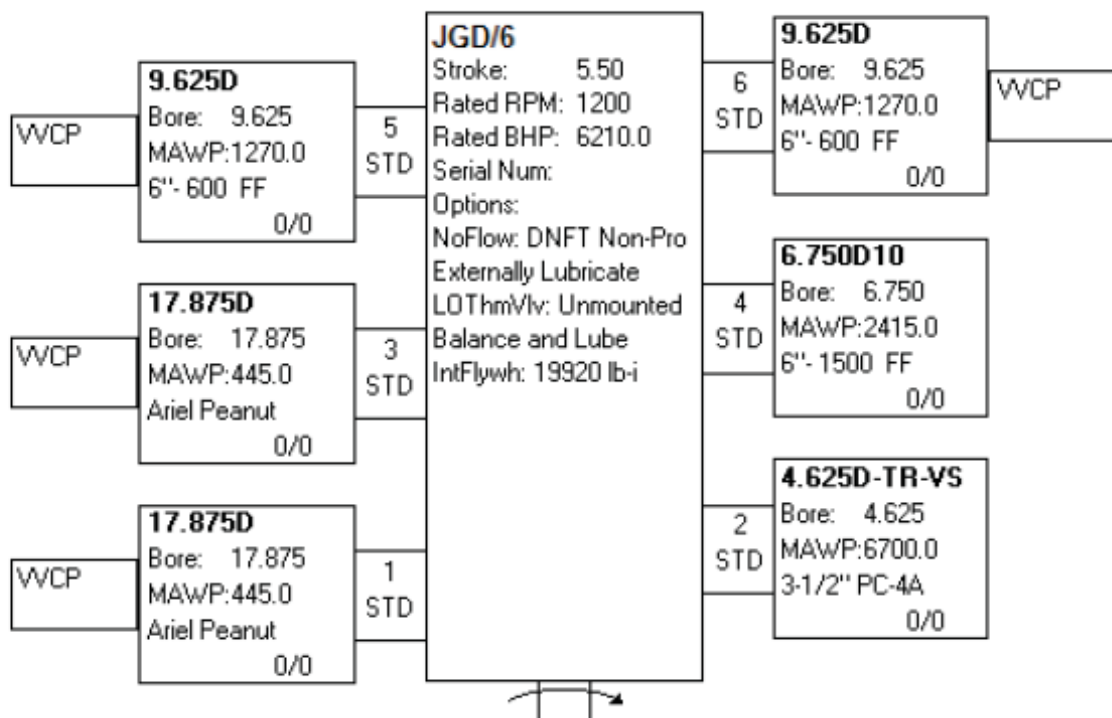 JGD/6
Stroke: 5.50
Rated RPM: 1200
Rated BHP: 6210.0
Serial Num:
Options:
NoFlow: DNFT Non-Pro
Externally Lubricate
LOThmVlv: Unmounted
Balance and Lube
IntFlywh: 19920 lb-i
VVCP
9.625D
Bore: 9.625
MAWP:1270.0
6"- 600 FF
0/0
5
STD
VVCP
17.875D
Bore: 17.875
MAWP:445.0
Ariel Peanut
0/0
3
STD
VVCP
17.875D
Bore: 17.875
MAWP:445.0
Ariel Peanut
0/0
1
STD
6
STD
9.625D
Bore: 9.625
MAWP:1270.0
6"- 600 FF
0/0
VVCP
4
STD
6.750D10
Bore: 6.750
MAWP:2415.0
6"- 1500 FF
0/0
2
STD
4.625D-TR-VS
Bore: 4.625
MAWP:6700.0
3-1/2" PC-4A
0/0